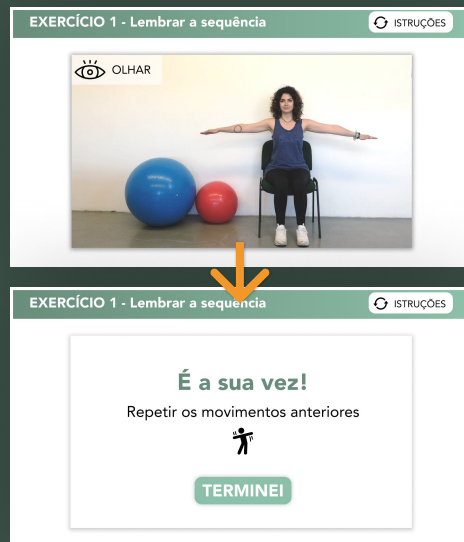 EXERCÍCIO 1 - Lembrar a sequência
ISTRUÇÕES
OLHAR
EXERCÍCIO 1 - Lembrar a sequência
ISTRUÇÕES
É a sua vez!
Repetir os movimentos anteriores
TERMINEI